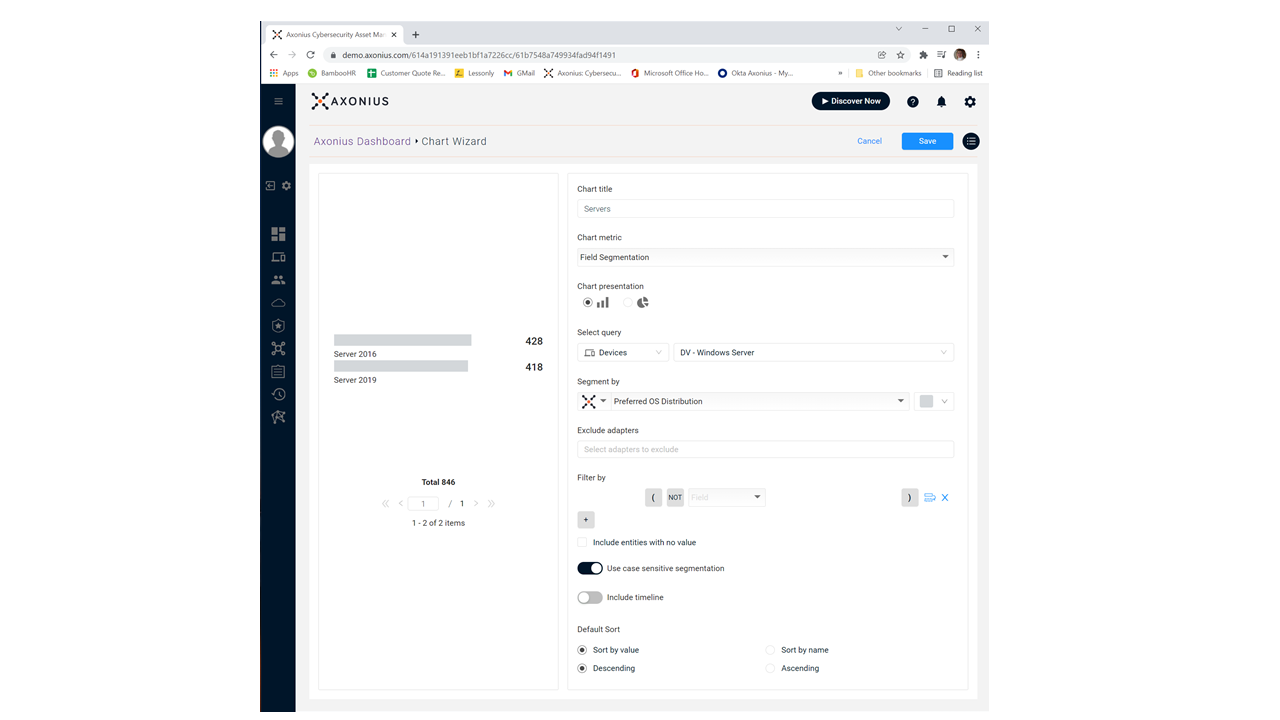 Axonius Cybersecurity Asset Man
demo.axonius.com/614a191391eeb1bf1a7226cc/61b7548a749934fad94f1491
Apps BambooHR Customer Quote Re... Lessonly GMail Axonius: Cybersecu... Microsoft Office Ho... Okta Axonius - My... » Other bookmarks Reading list
AXONIUS
Discover Now
Axonius Dashboard Chart Wizard
Cancel
Save
428
Server 2016
418
Server 2019
Total 846
1 / 1
1 - 2 of 2 items
Chart title
Servers
Chart metric
Field Segmentation
Chart presentation
Select query
Devices DV - Windows Server
Segment by
Preferred OS Distribution
Exclude adapters
Select adapters to exclude
Filter by
( NOT Field )
+
Include entities with no value
Use case sensitive segmentation
Include timeline
Default Sort
Sort by value Sort by name
Descending Ascending